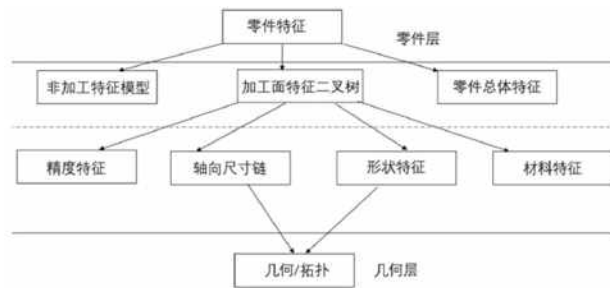 零件特征
零件层
非加工特征模型
加工面特征二叉树
零件总体特征
精度特征
轴向尺寸链
形状特征
材料特征
几何/拓扑
几何层